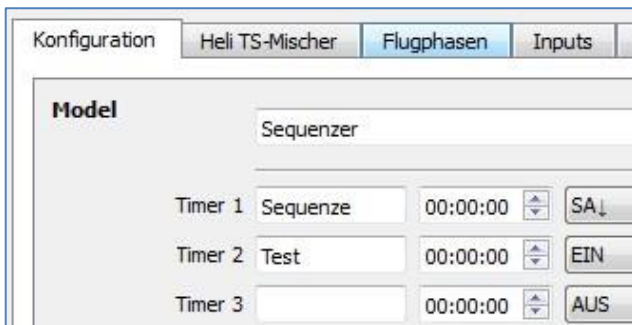 Konfiguration Heli TS-Mischer Flugphasen Inputs
Model
Sequenzer
Timer 1 Sequenze 00:00:00 SA↓
Timer 2 Test 00:00:00 EIN
Timer 3 00:00:00 AUS